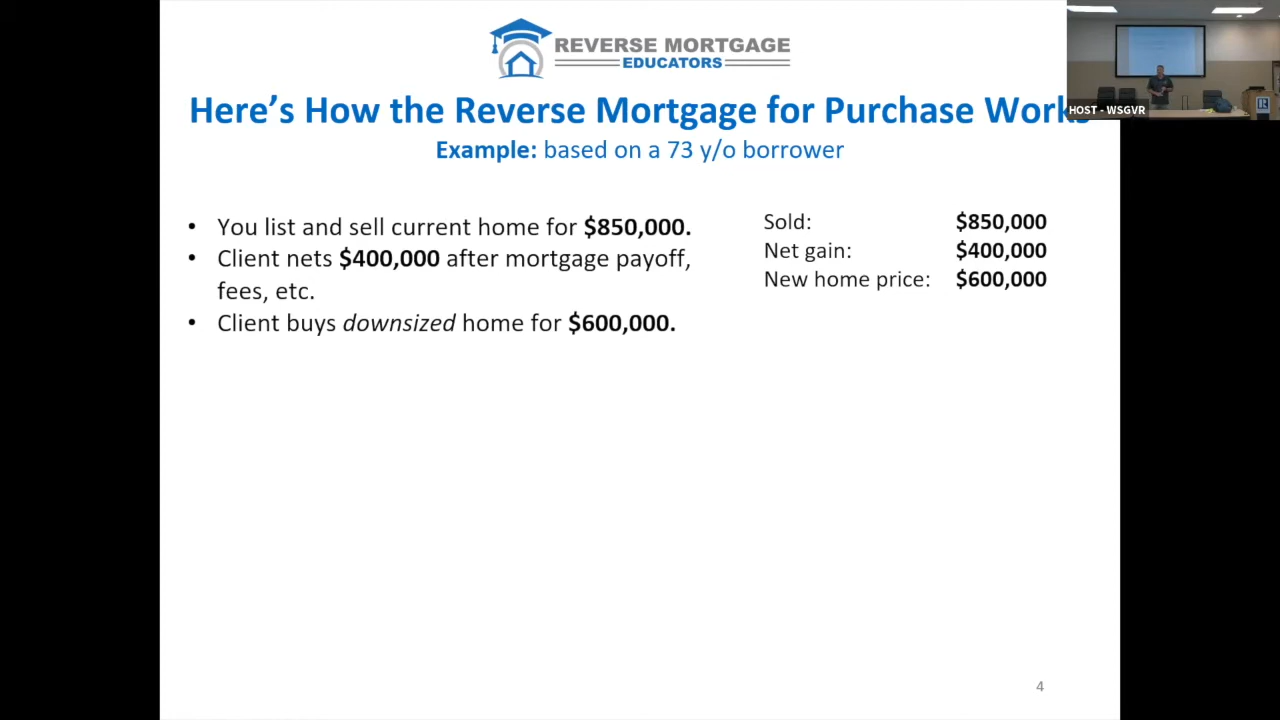 REVERSE MORTGAGE
EDUCATORS
Here's How the Reverse Mortgage for Purchase Works
Example: based on a 73 y/o borrower
• You list and sell current home for $850,000.
• Client nets $400,000 after mortgage payoff,
fees, etc.
• Client buys downsized home for $600,000.
Sold: $850,000
Net gain: $400,000
New home price: $600,000
HOST - WSGVR
4